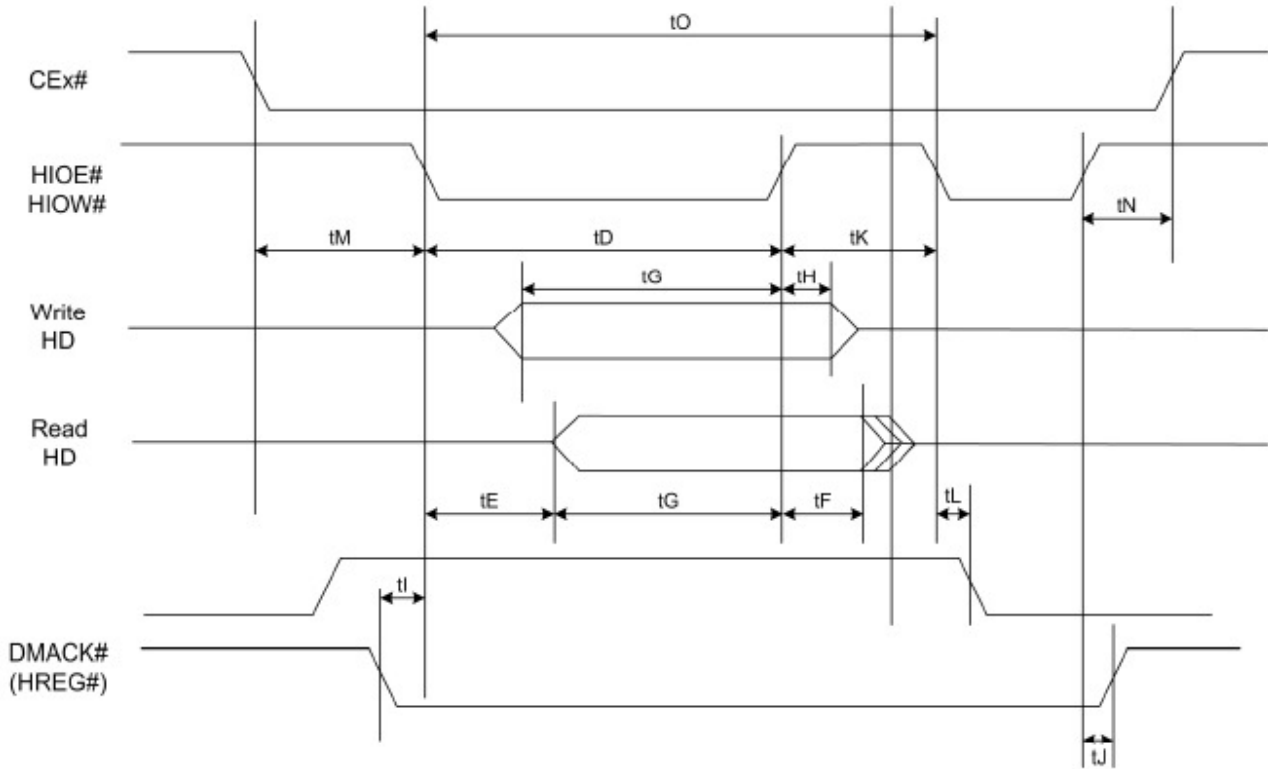 tO
CEx#
HIOE#
HIOW#
tN
tM
tD
tK
tG
tH
Write
HD
Read
HD
tE
tG
tF
tL
tI
DMACK#
(HREG#)
tJ